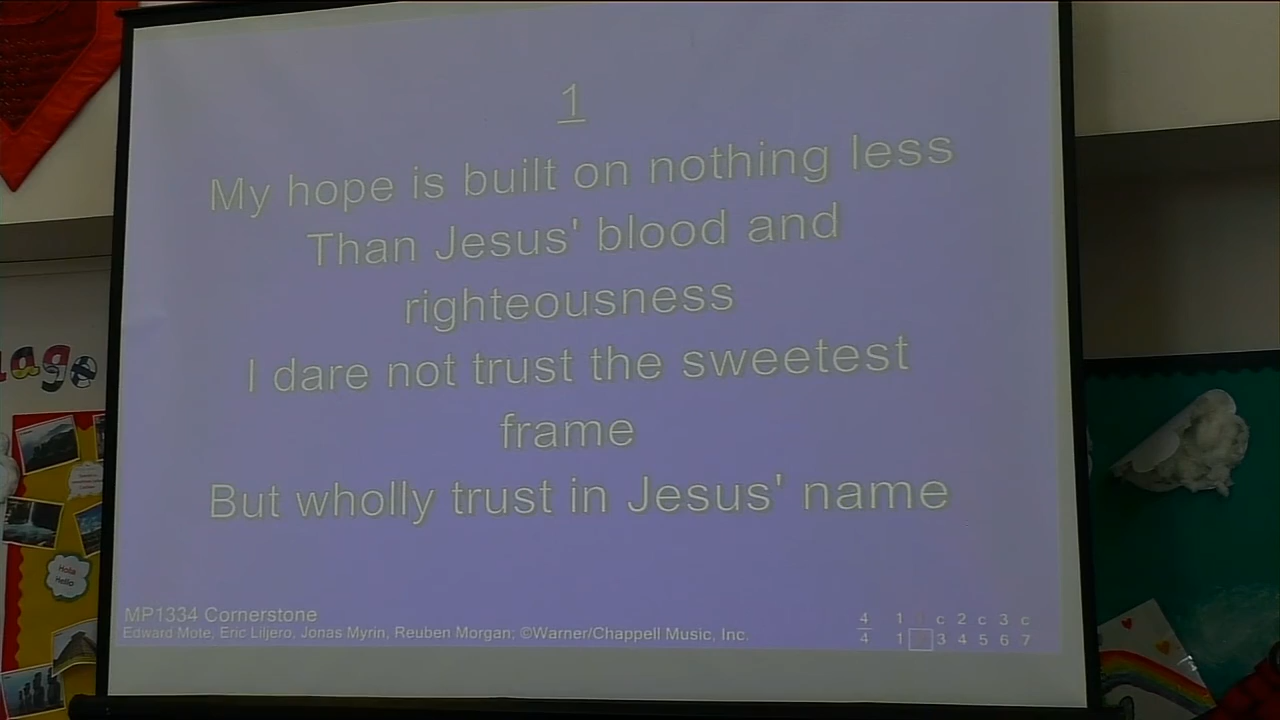 1
My hope is built on nothing less
Than Jesus' blood and
righteousness
I dare not trust the sweetest
frame
But wholly trust in Jesus' name
MP1334 Cornerstone
Edward Mote, Eric Liljero, Jonas Myrin, Reuben Morgan; ©Warner/Chappell Music, Inc.
4 1 c 2 c 3 c
4 1 3 4 5 6 7
Hola
Hello